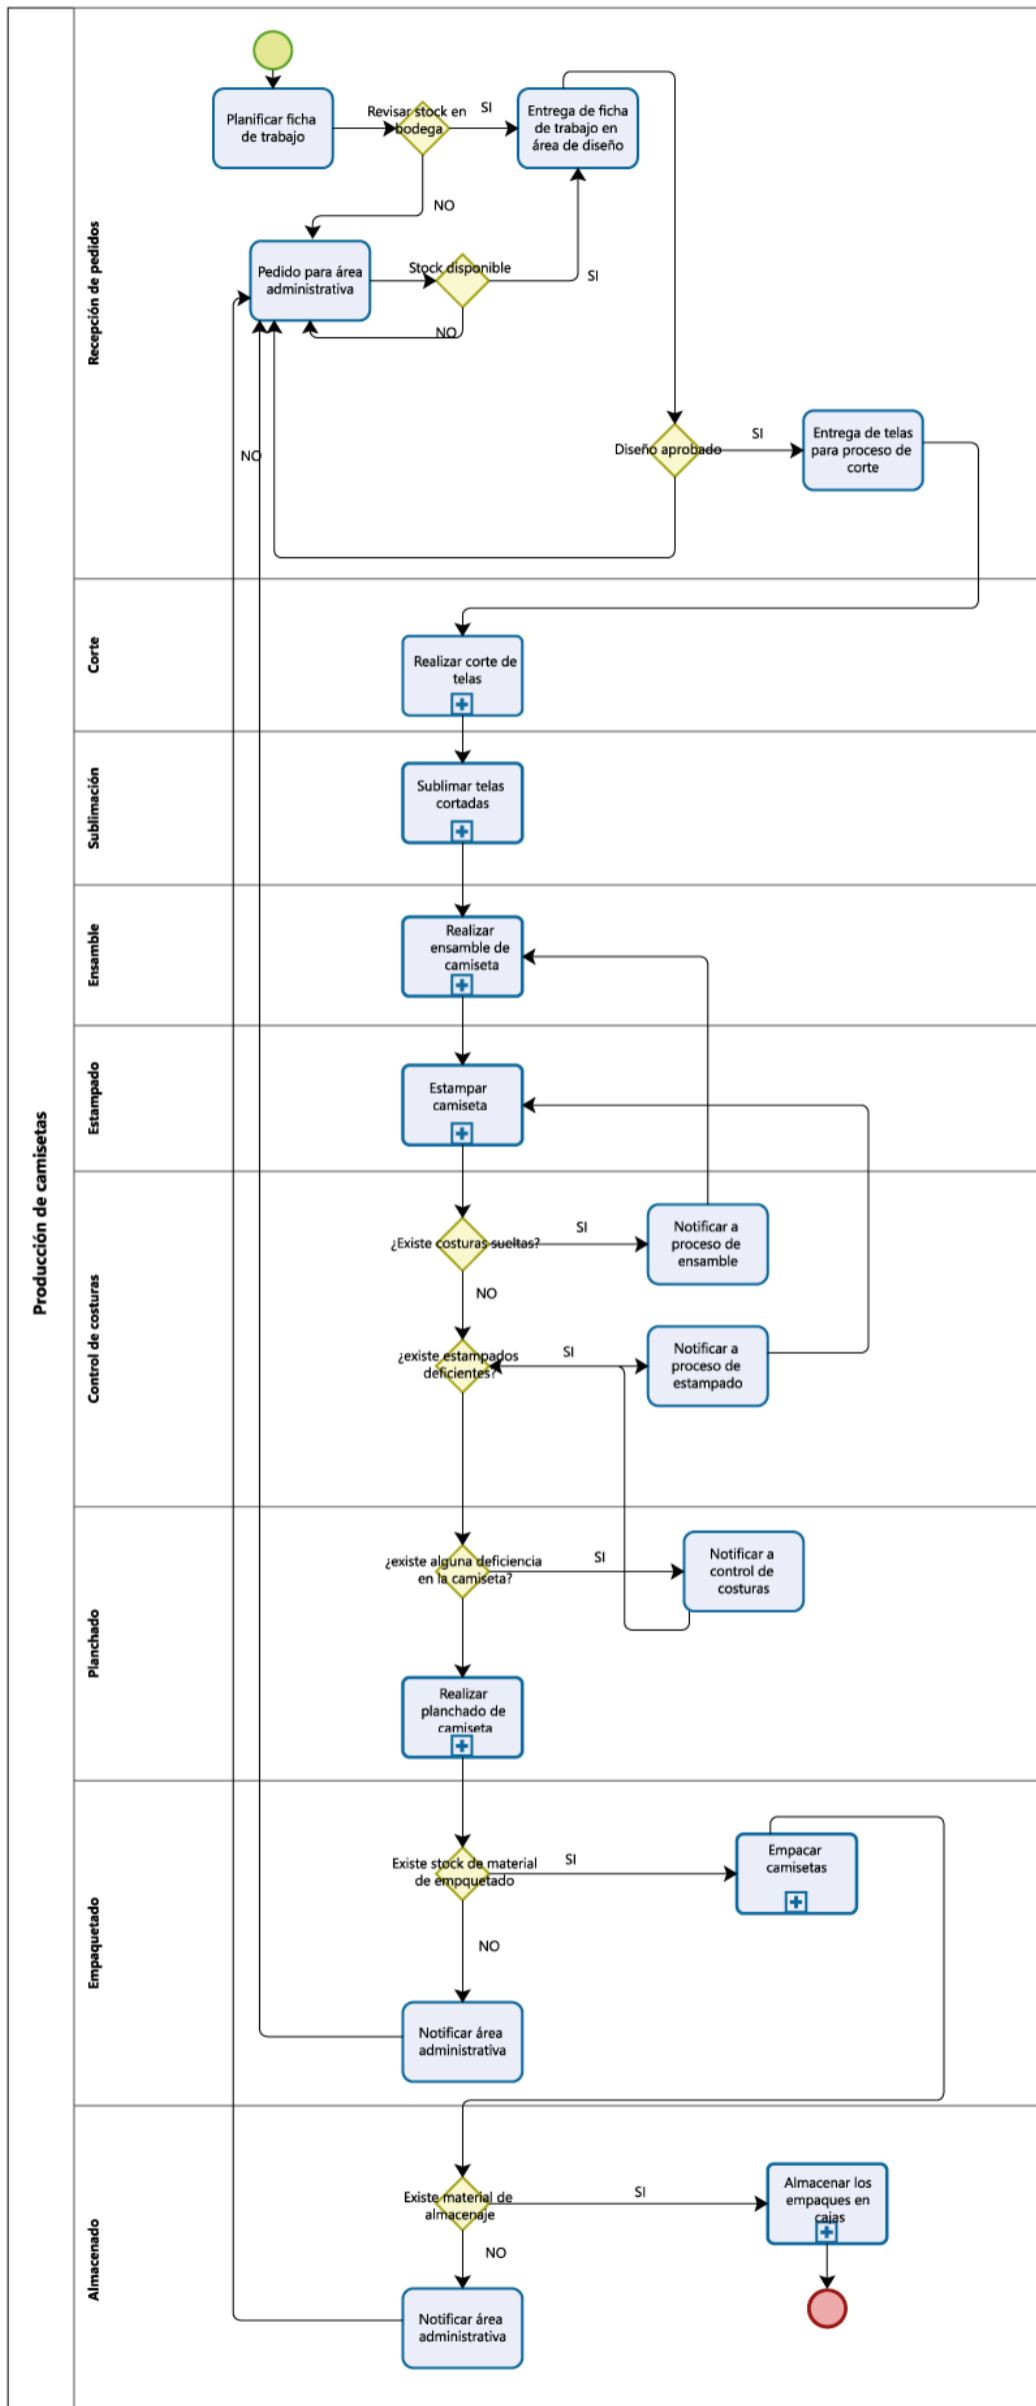 Producción de camisetas
Recepción de pedidos
Planificar ficha
de trabajo
Revisar stock en
bodega
SI
Entrega de ficha
de trabajo en
área de diseño
NO
Pedido para área
administrativa
Stock disponible
SI
NO
Diseño aprobado
SI
Entrega de telas
para proceso de
corte
NO
Corte
Realizar corte de
telas
Sublimación
Sublimar telas
cortadas
Ensamble
Realizar
ensamble de
camiseta
Estampado
Estampar
camiseta
Control de costuras
¿Existe costuras sueltas?
SI
Notificar a
proceso de
ensamble
NO
¿existe estampados
deficientes?
SI
Notificar a
proceso de
estampado
Planchado
¿existe alguna deficiencia
en la camiseta?
SI
Notificar a
control de
costuras
Realizar
planchado de
camiseta
Empaquetado
Existe stock de material
de empquetado
SI
Empacar
camisetas
NO
Notificar área
administrativa
Almacenado
Existe material de
almacenaje
SI
Almacenar los
empaques en
cajas
NO
Notificar área
administrativa